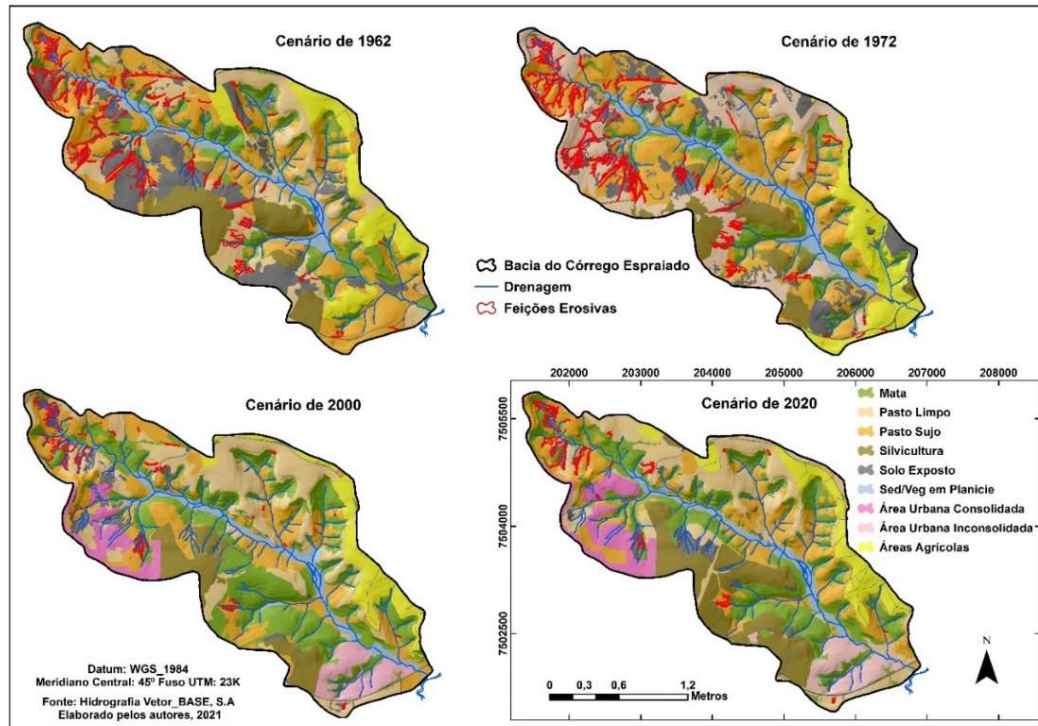 Cenário de 1962
Cenário de 1972
Bacia do Córrego Espraiado
Drenagem
Feições Erosivas
Cenário de 2000
Datum: WGS_1984
Meridiano Central: 45º Fuso UTM: 23K
Fonte: Hidrografia Vetor_BASE, S.A
Elaborado pelos autores, 2021
202000 203000 204000 205000 206000 207000 208000
Cenário de 2020
7505500
7504000
7502500
Mata
Pasto Limpo
Pasto Sujo
Silvicultura
Solo Exposto
Sed/Veg em Planície
Área Urbana Consolidada
Área Urbana Inconsolidada
Áreas Agrícolas
N
0 0,3 0,6 1,2
Metros